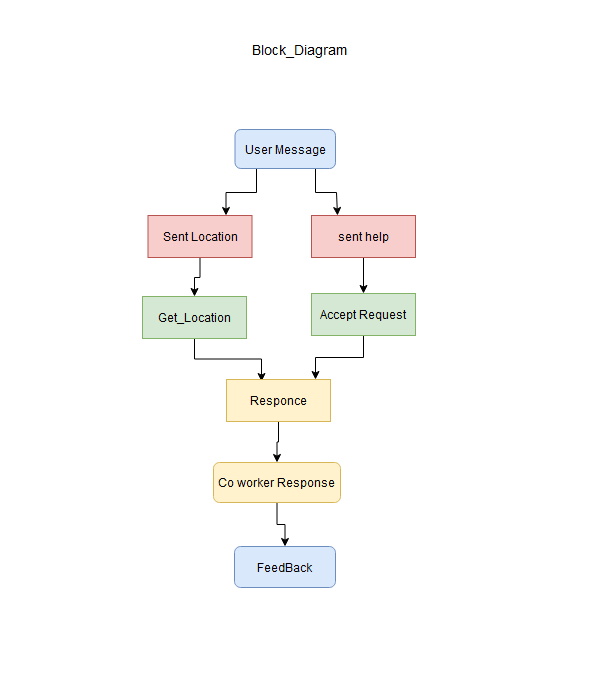 Block_Diagram
User Message
Sent Location
sent help
Get_Location
Accept Request
Responce
Co worker Response
FeedBack